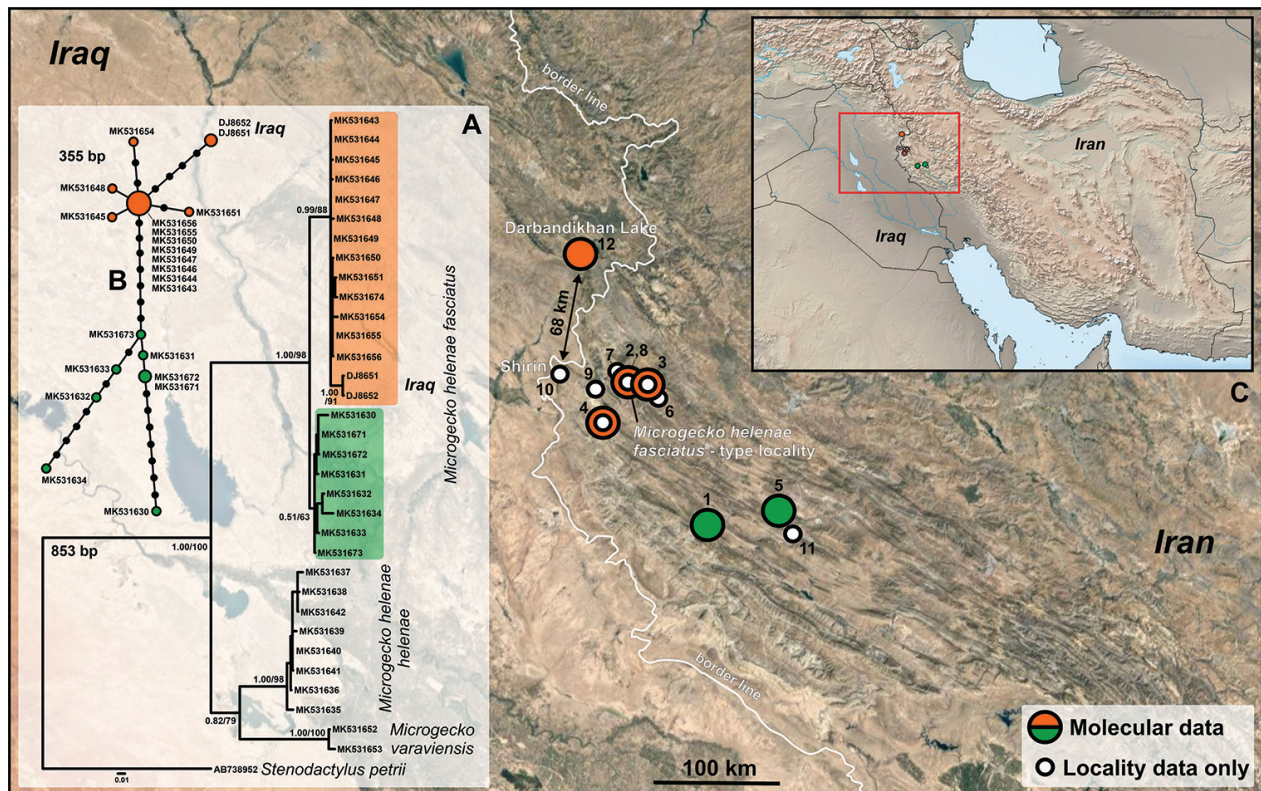 Iraq
A
355 bp
MK531654
DJ8652
DJ8651
Iraq
MK531648
MK531645
MK531651
MK531656
MK531655
MK531650
MK531649
MK531647
MK531646
MK531644
MK531643
B
MK531673
MK531631
MK531633
MK531672
MK531671
MK531632
MK531634
MK531630
853 bp
MK531643
MK531644
MK531645
MK531646
MK531647
MK531648
MK531649
MK531650
MK531651
MK531674
MK531654
MK531655
MK531656
DJ8651
DJ8652
Iraq
MK531630
MK531671
MK531672
MK531631
MK531632
MK531634
MK531633
MK531673
MK531637
MK531638
MK531642
MK531639
MK531640
MK531641
MK531636
MK531635
MK531652
MK531653
AB738952 Stenodactylus petrii
0.99/88
1.00/98
1.00
/91
0.51/63
1.00/100
1.00/98
0.82/79
1.00/100
0.01
Microgecko helenae fasciatus
Microgecko helenae
helenae
Microgecko
varaviensis
border line
Darbandikhan Lake
12
68 km
Shirin
10
9
7
2,8
3
6
4
Microgecko helenae
fasciatus - type locality
1
5
11
Iran
border line
100 km
Iran
Iraq
C
Molecular data
Locality data only